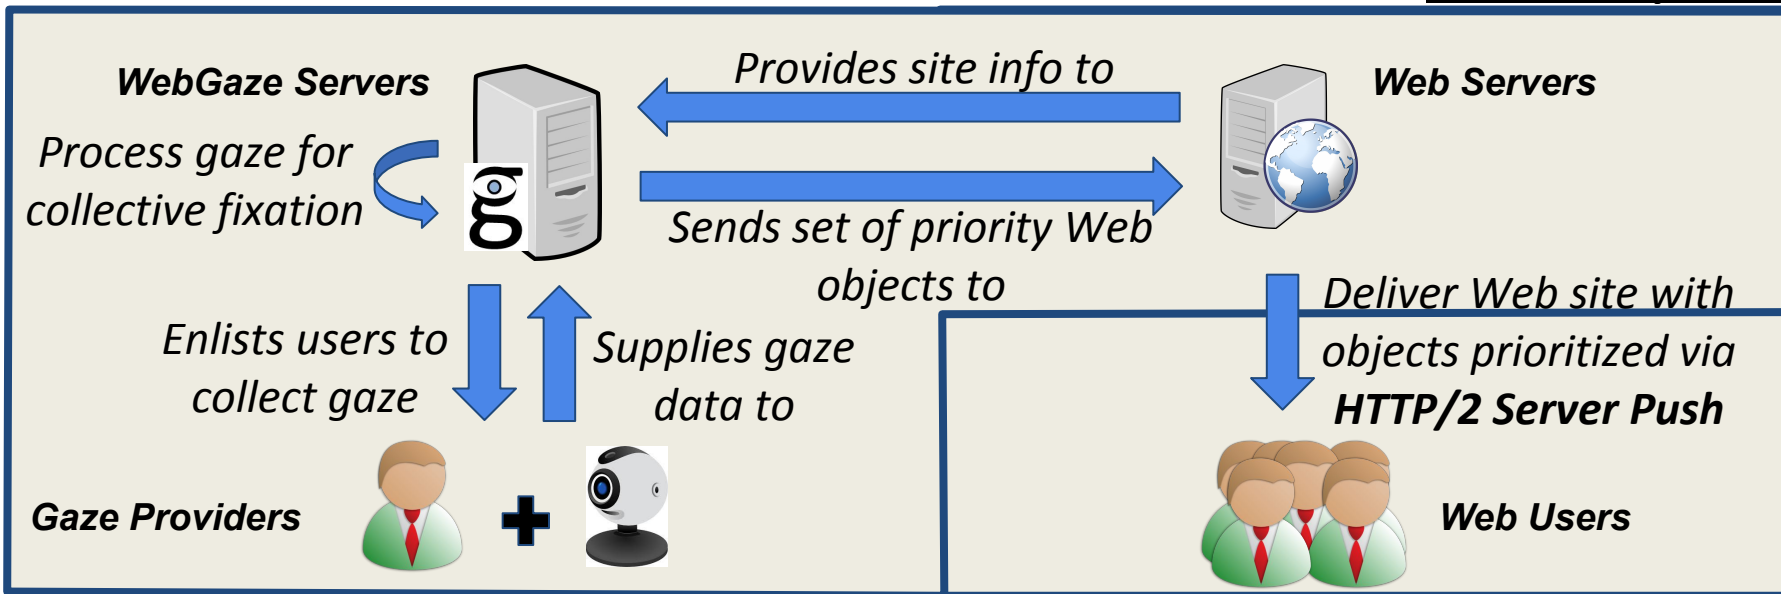 WebGaze Servers
Provides site info to
Web Servers
Process gaze for
collective fixation
g
Sends set of priority Web
objects to
Enlists users to
collect gaze
Supplies gaze
data to
Deliver Web site with
objects prioritized via
HTTP/2 Server Push
Gaze Providers
Web Users